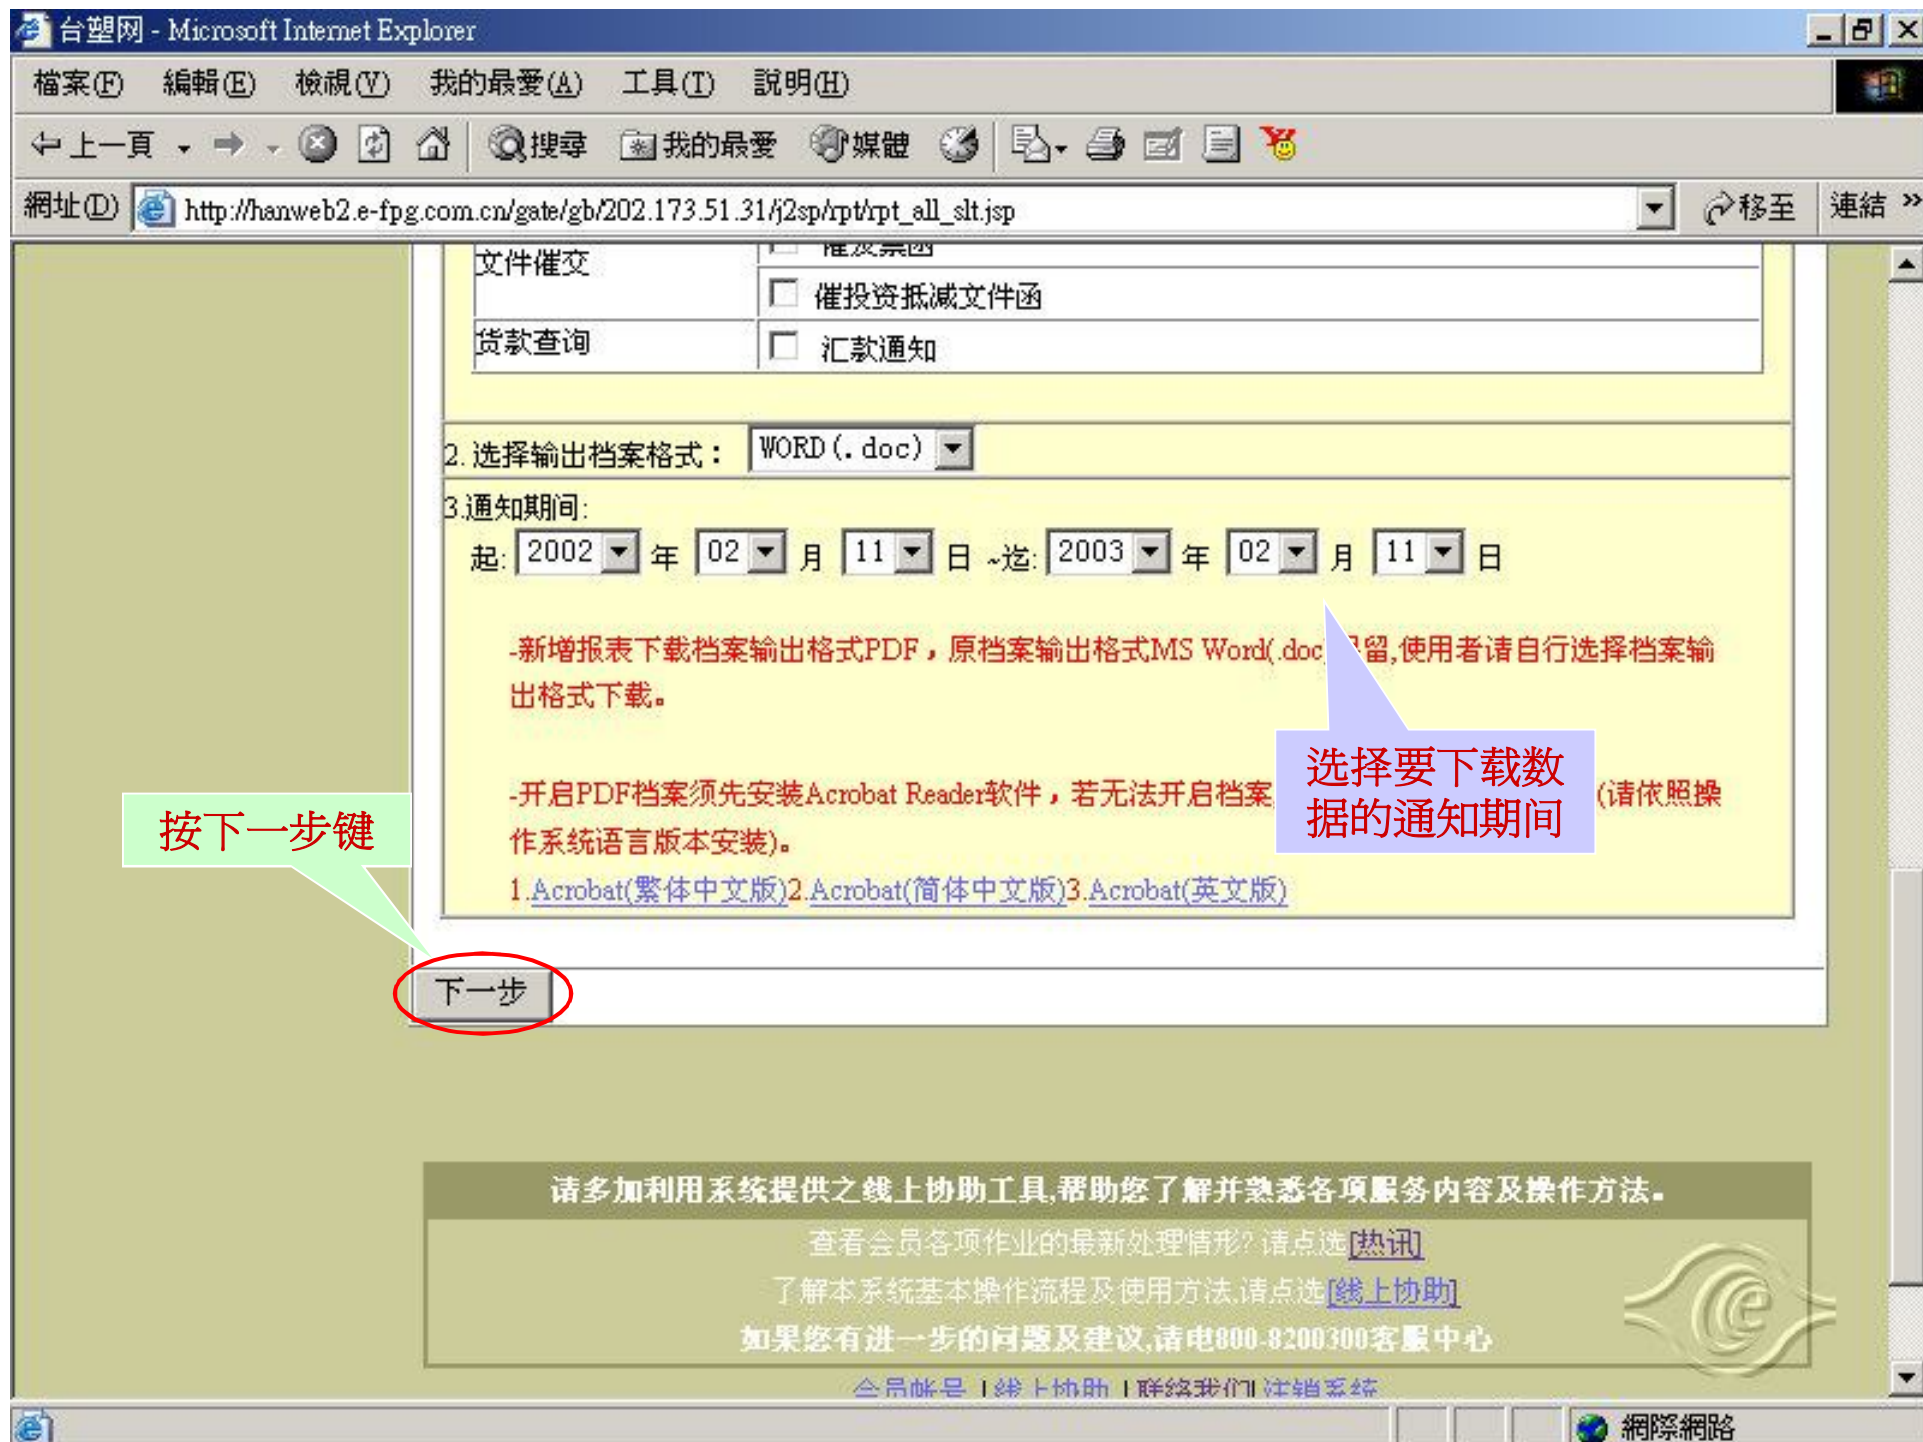 台塑网 - Microsoft Internet Explorer
檔案(F) 編輯(E) 檢視(V) 我的最愛(A) 工具(T) 說明(H)
上一頁 搜尋 我的最愛 媒體
網址(D) http://hanweb2.e-fpg.com.cn/gate/gb/202.173.51.31/j2sp/rpt/rpt_all_slt.jsp 移至 連結 »
文件催交
催投资抵减文件函
货款查询 汇款通知
2. 选择输出档案格式： WORD(.doc)
3.通知期间:
起: 2002 年 02 月 11 日 ~迄: 2003 年 02 月 11 日
-新增报表下载档案输出格式PDF，原档案输出格式MS Word(.doc 留,使用者请自行选择档案输
出格式下载。
选择要下载数
据的通知期间
-开启PDF档案须先安装Acrobat Reader软件，若无法开启档案, (请依照操
作系统语言版本安装)。
按下一步键
1.Acrobat(繁体中文版)2.Acrobat(简体中文版)3.Acrobat(英文版)
下一步
请多加利用系统提供之线上协助工具,帮助您了解并熟悉各项服务内容及操作方法。
查看会员各项作业的最新处理情形?请点选[热讯]
了解本系统基本操作流程及使用方法,请点选[线上协助]
如果您有进一步的问题及建议,请电800-8200300客服中心
会员帐号 | 线上协助 | 联络我们| 注销系统
網際網路